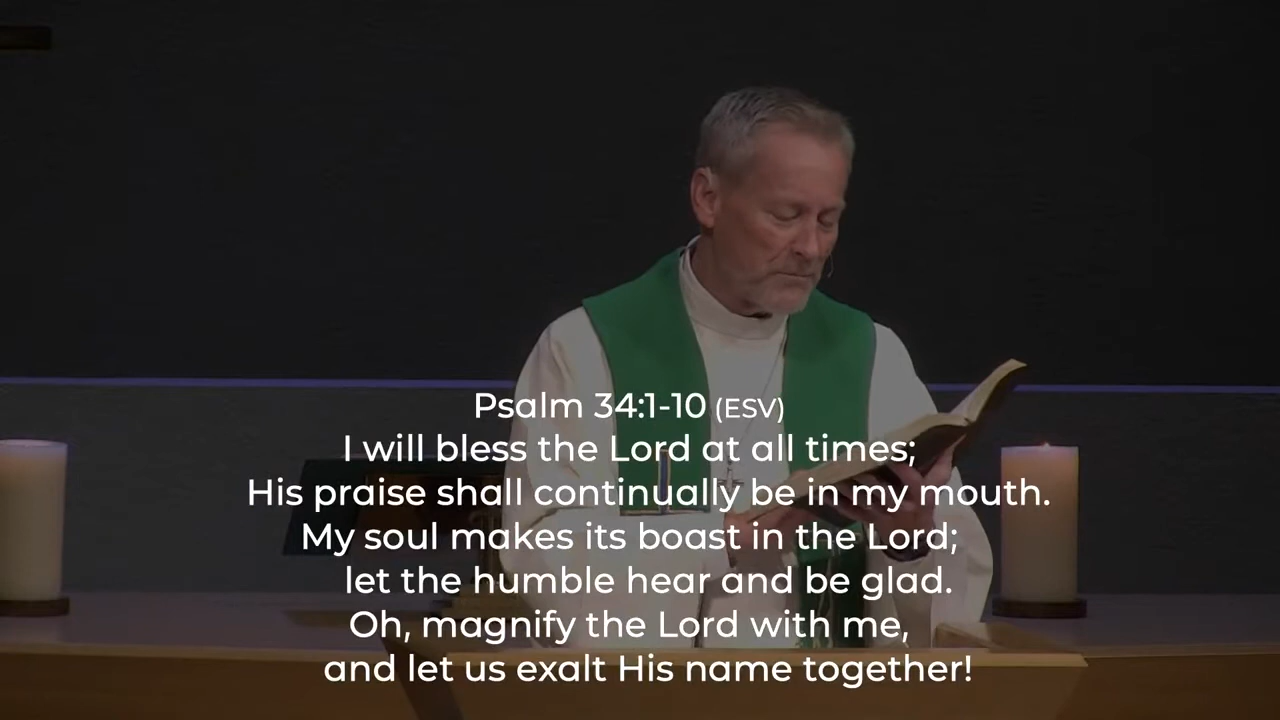 Psalm 34:1-10 (ESV)
I will bless the Lord at all times;
His praise shall continually be in my mouth.
My soul makes its boast in the Lord;
let the humble hear and be glad.
Oh, magnify the Lord with me,
and let us exalt His name together!